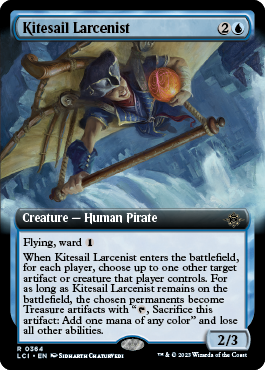 Kitesail Larcenist 2
Creature — Human Pirate
Flying, ward 1
When Kitesail Larcenist enters the battlefield,
for each player, choose up to one other target
artifact or creature that player controls. For
as long as Kitesail Larcenist remains on the
battlefield, the chosen permanents become
Treasure artifacts with “, Sacrifice this
artifact: Add one mana of any color” and lose
all other abilities.
2/3
R 0364
LCI • EN Sidharth Chaturvedi
™ & © 2023 Wizards of the Coast